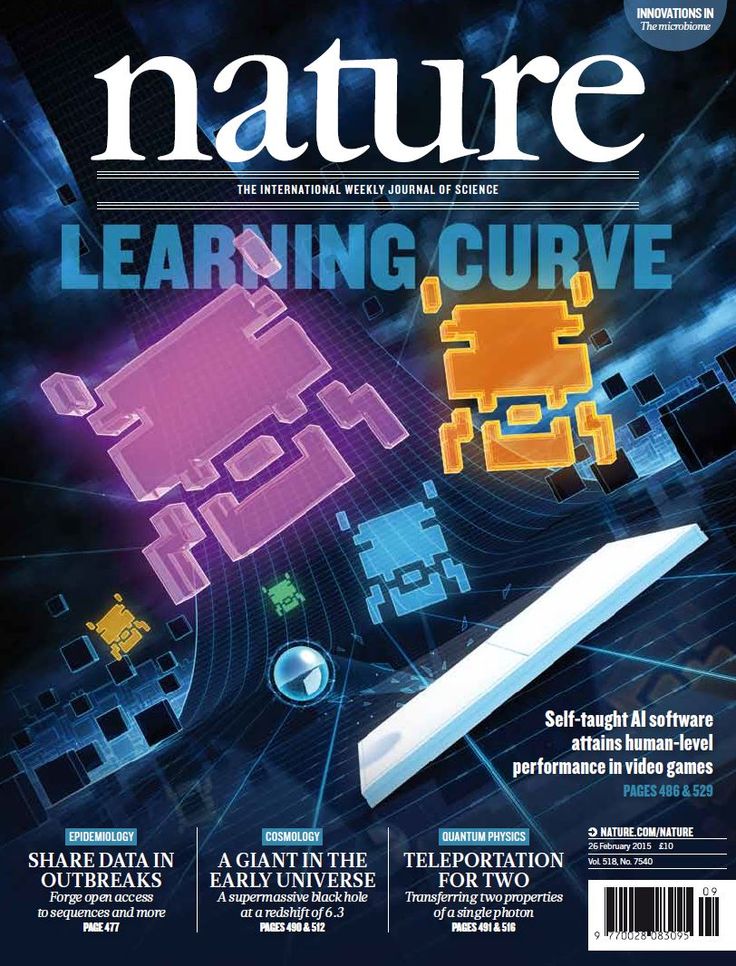 INNOVATIONS IN
The microbiome
nature
THE INTERNATIONAL WEEKLY JOURNAL OF SCIENCE
LEARNING CURVE
Self-taught AI software
attains human-level
performance in video games
PAGES 486 & 529
EPIDEMIOLOGY
SHARE DATA IN
OUTBREAKS
Forge open access
to sequences and more
PAGE 477
COSMOLOGY
A GIANT IN THE
EARLY UNIVERSE
A supermassive black hole
at a redshift of 6.3
PAGES 490 & 512
QUANTUM PHYSICS
TELEPORTATION
FOR TWO
Transferring two properties
of a single photon
PAGES 491 & 516
NATURE.COM/NATURE
26 February 2015 £10
Vol. 518, No. 7540
09
9 770028 083095